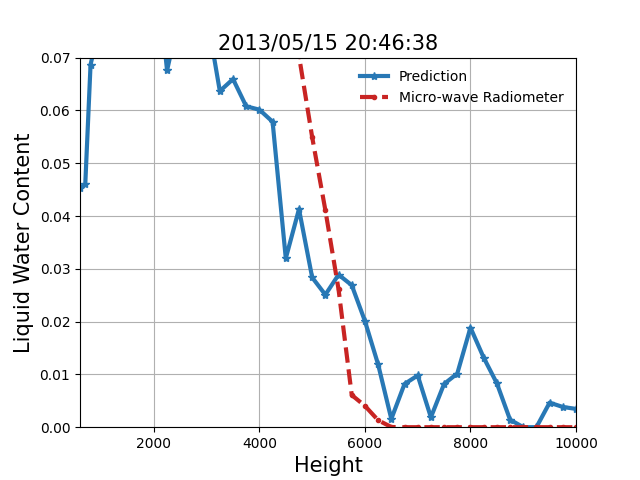 2013/05/15 20:46:38
Prediction
Micro-wave Radiometer
Liquid Water Content
0.07
0.06
0.05
0.04
0.03
0.02
0.01
0.00
2000 4000 6000 8000 10000
Height